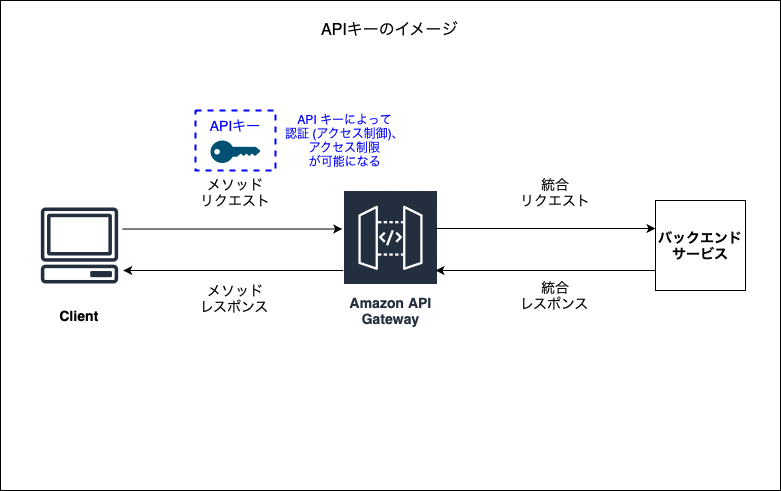 APIキーのイメージ
APIキー
API キーによって
認証 (アクセス制御)、
アクセス制限
が可能になる
メソッド
リクエスト
統合
リクエスト
</>
バックエンド
サービス
メソッド
レスポンス
統合
レスポンス
Client
Amazon API
Gateway